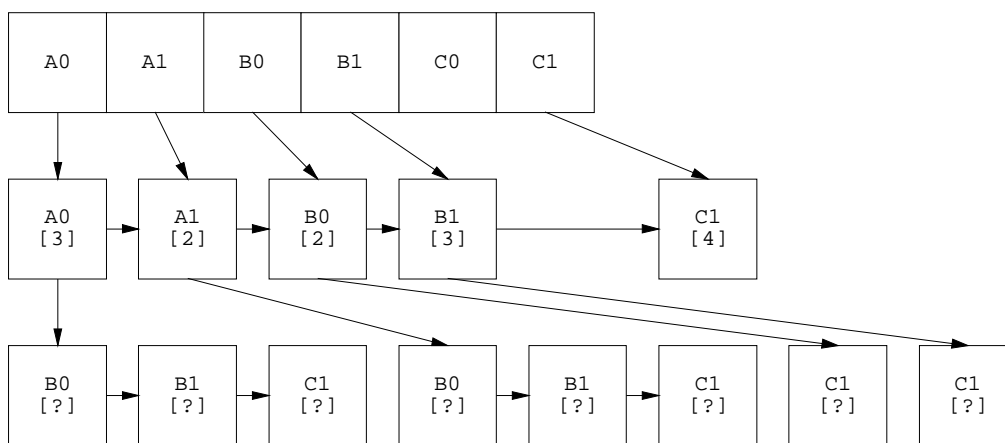 A0 A1 B0 B1 C0 C1
A0 A1 B0 B1 C1
[3] [2] [2] [3] [4]
B0 B1 C1 B0 B1 C1 C1 C1
[?] [?] [?] [?] [?] [?] [?] [?]